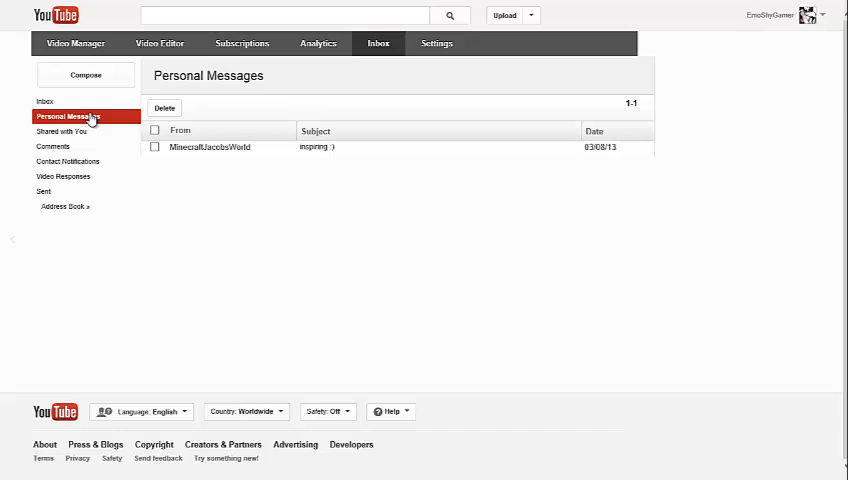 YouTube Upload EmoShyGamer
Video Manager Video Editor Subscriptions Analytics Inbox Settings
Compose
Personal Messages
Inbox
Personal Messages
Shared with You
Comments
Contact Notifications
Video Responses
Sent
Address Book »
Delete
1-1
From Subject Date
MinecraftJacobsWorld inspiring :) 03/08/13
YouTube Language: English Country: Worldwide Safety: Off Help
About Press & Blogs Copyright Creators & Partners Advertising Developers
Terms Privacy Safety Send feedback Try something new!